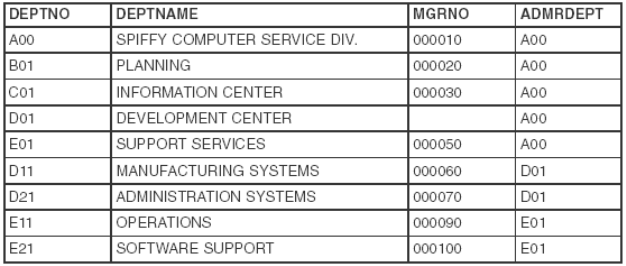 DEPTNO DEPTNAME MGRNO ADMRDEPT
A00 SPIFFY COMPUTER SERVICE DIV. 000010 A00
B01 PLANNING 000020 A00
C01 INFORMATION CENTER 000030 A00
D01 DEVELOPMENT CENTER A00
E01 SUPPORT SERVICES 000050 A00
D11 MANUFACTURING SYSTEMS 000060 D01
D21 ADMINISTRATION SYSTEMS 000070 D01
E11 OPERATIONS 000090 E01
E21 SOFTWARE SUPPORT 000100 E01